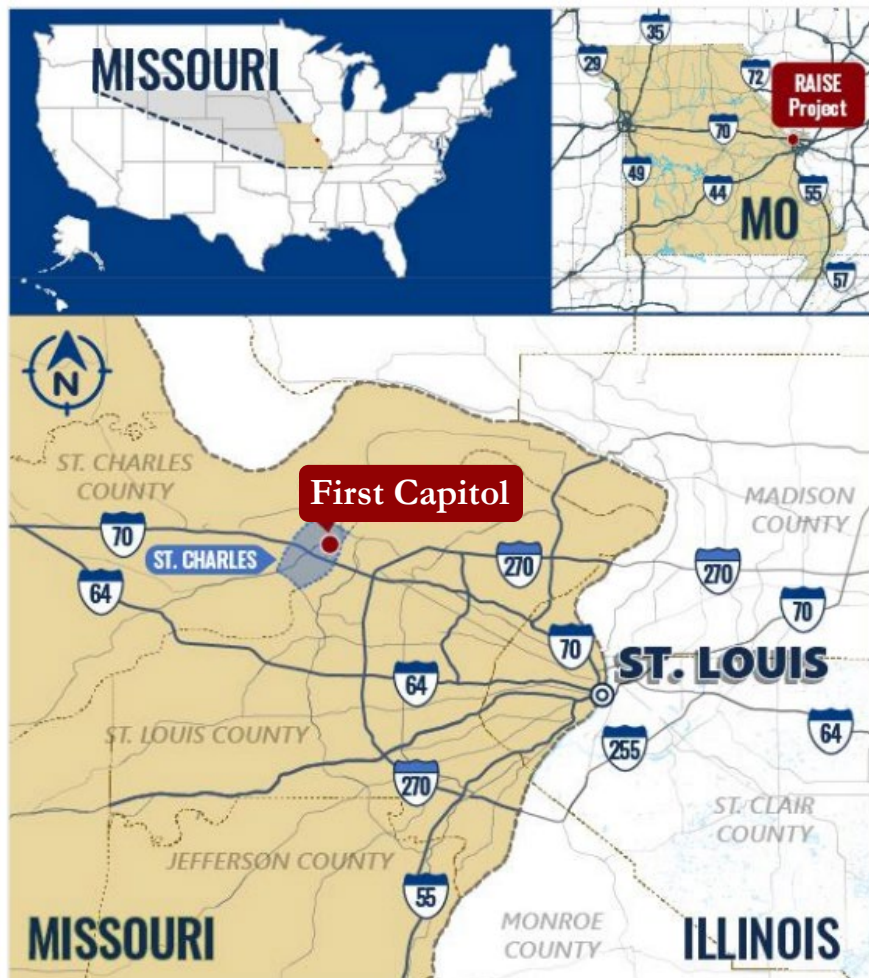 MISSOURI
35
29
72
RAISE
Project
70
49
44
55
MO
57
N
ST. CHARLES
COUNTY
First Capitol
MADISON
COUNTY
70
ST. CHARLES
270
270
64
70
70
ST. LOUIS
64
ST. LOUIS COUNTY
255
64
270
ST. CLAIR
COUNTY
JEFFERSON COUNTY
55
MISSOURI
MONROE
COUNTY
ILLINOIS